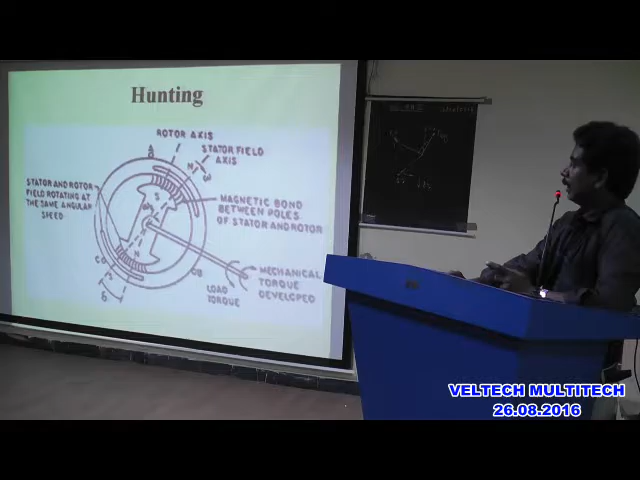 Hunting
ROTOR AXIS
STATOR FIELD
AXIS
STATOR AND ROTOR
FIELD ROTATING AT
THE SAME ANGULAR
SPEED
MAGNETIC BOND
BETWEEN POLES
OF STATOR AND ROTOR
MECHANICAL
TORQUE
DEVELOPED
LOAD
TORQUE
VELTECH MULTITECH
26.08.2016